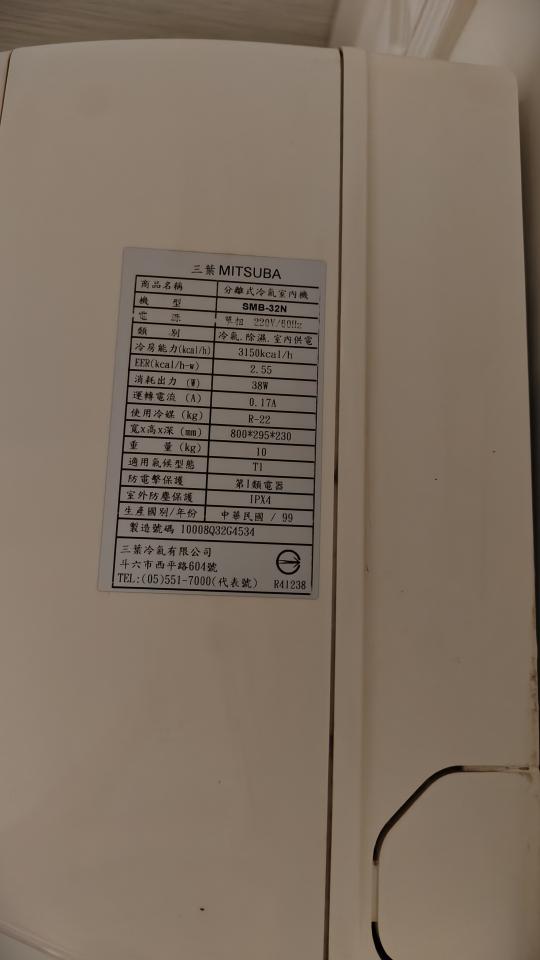 三葉 MITSUBA
商品名稱 分離式冷氣室內機
機 型 SMB-32N
電 源 單相 220V/60Hz
類 別 冷氣.除濕.室內供電
冷房能力(kcal/h) 3150kcal/h
EER(kcal/h-w) 2.55
消耗出力 (W) 38W
運轉電流 (A) 0.17A
使用冷媒 (kg) R-22
寬x高x深 (mm) 800*295*230
重 量 (kg) 10
適用氣候型態 T1
防電擊保護 第1類電器
室外防塵保護 IPX4
生產國別/年份 中華民國 / 99
製造號碼 10008Q32G4534
三葉冷氣有限公司
斗六市西平路604號
TEL:(05)551-7000(代表號) R41238